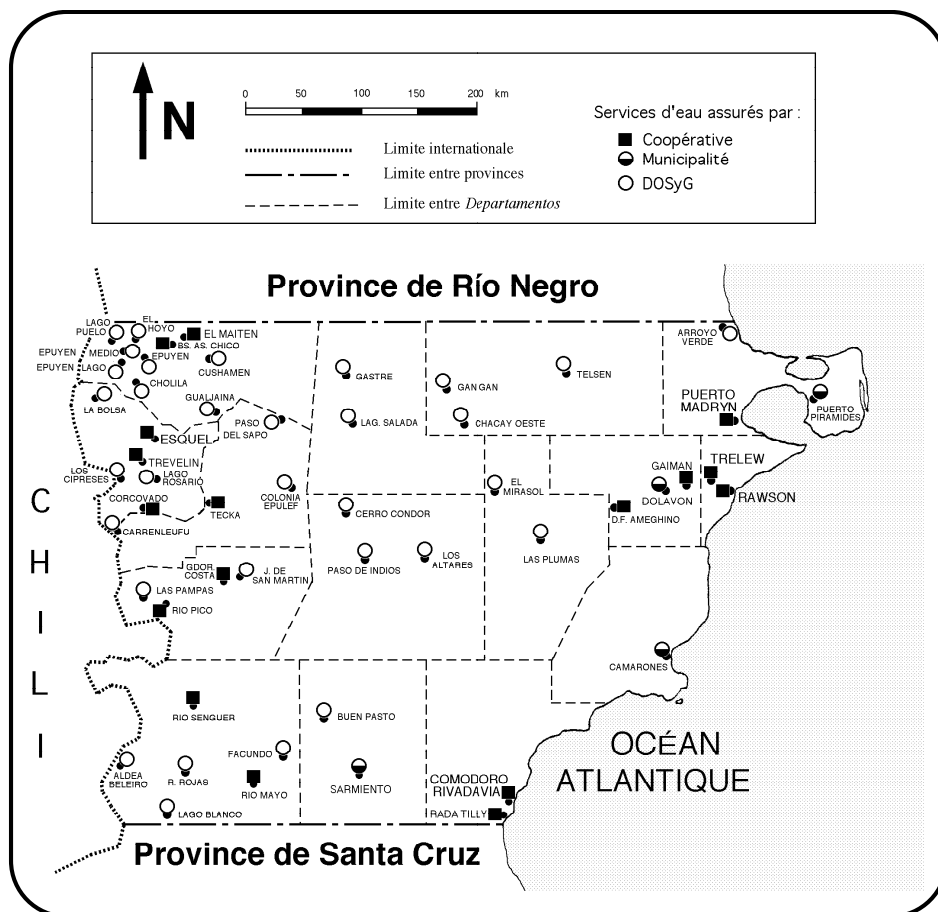 N
0 50 100 150 200 km
Limite internationale
Limite entre provinces
Limite entre Departamentos
Services d'eau assurés par :
Coopérative
Municipalité
DOSyG
Province de Río Negro
LAGO
PUELO
EL
HOYO
EL MAITEN
BS. AS. CHICO
EPUYEN
MEDIO
EPUYEN
EPUYEN LAGO
CUSHAMEN
CHOLILA
LA BOLSA
GUALJAINA
PASO
DEL SAPO
GASTRE
LAG. SALADA
GAN GAN
CHACAY OESTE
TELSEN
ARROYO
VERDE
PUERTO
MADRYN
PUERTO
PIRAMIDES
ESQUEL
TREVELIN
LOS
CIPRESES
LAGO
ROSARIO
CORCOVADO
TECKA
CARRENLEUFU
COLONIA
EPULEF
CERRO CONDOR
EL
MIRASOL
GAIMAN
TRELEW
DOLAVON
RAWSON
D.F. AMEGHINO
GDOR.
COSTA
J. DE
SAN MARTIN
PASO DE INDIOS
LOS
ALTARES
LAS PLUMAS
LAS PAMPAS
RIO PICO
CAMARONES
RIO SENGUER
BUEN PASTO
FACUNDO
ALDEA
BELEIRO
R. ROJAS
RIO MAYO
SARMIENTO
LAGO BLANCO
COMODORO
RIVADAVIA
RADA TILLY
OCÉAN
ATLANTIQUE
C
H
I
L
I
Province de Santa Cruz